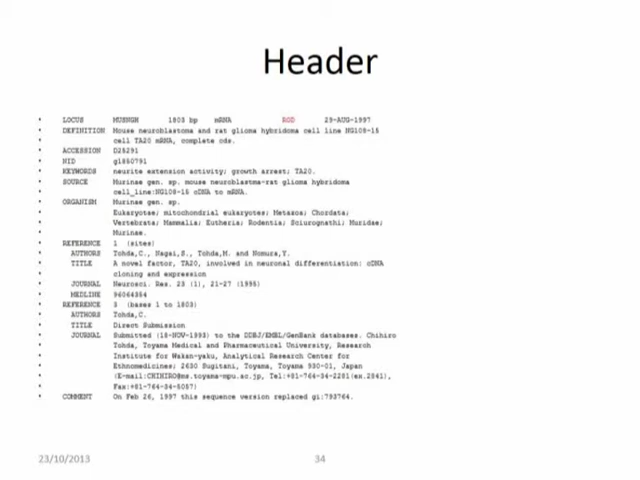 Header
• LOCUS MUSNGH 1803 bp mRNA ROD 29-AUG-1997
• DEFINITION Mouse neuroblastoma and rat glioma hybridoma cell line NG108-15
• cell TA20 mRNA, complete cds.
• ACCESSION D25291
• NID g1850791
• KEYWORDS neurite extension activity; growth arrest; TA20.
• SOURCE Murinae gen. sp. mouse neuroblastma-rat glioma hybridoma
• cell_line:NG108-15 cDNA to mRNA.
• ORGANISM Murinae gen. sp.
• Eukaryotae; mitochondrial eukaryotes; Metazoa; Chordata;
• Vertebrata; Mammalia; Eutheria; Rodentia; Sciurognathi; Muridae;
• Murinae.
• REFERENCE 1 (sites)
• AUTHORS Tohda,C., Nagai,S., Tohda,M. and Nomura,Y.
• TITLE A novel factor, TA20, involved in neuronal differentiation: cDNA
• cloning and expression
• JOURNAL Neurosci. Res. 23 (1), 21-27 (1995)
• MEDLINE 96064354
• REFERENCE 3 (bases 1 to 1803)
• AUTHORS Tohda,C.
• TITLE Direct Submission
• JOURNAL Submitted (18-NOV-1993) to the DDBJ/EMBL/GenBank databases. Chihiro
• Tohda, Toyama Medical and Pharmaceutical University, Research
• Institute for Wakan-yaku, Analytical Research Center for
• Ethnomedicines; 2630 Sugitani, Toyama, Toyama 930-01, Japan
• (E-mail:CHIHIRO@ms.toyama-mpu.ac.jp, Tel:+81-764-34-2281(ex.2841),
• Fax:+81-764-34-5057)
• COMMENT On Feb 26, 1997 this sequence version replaced gi:793764.
23/10/2013 34